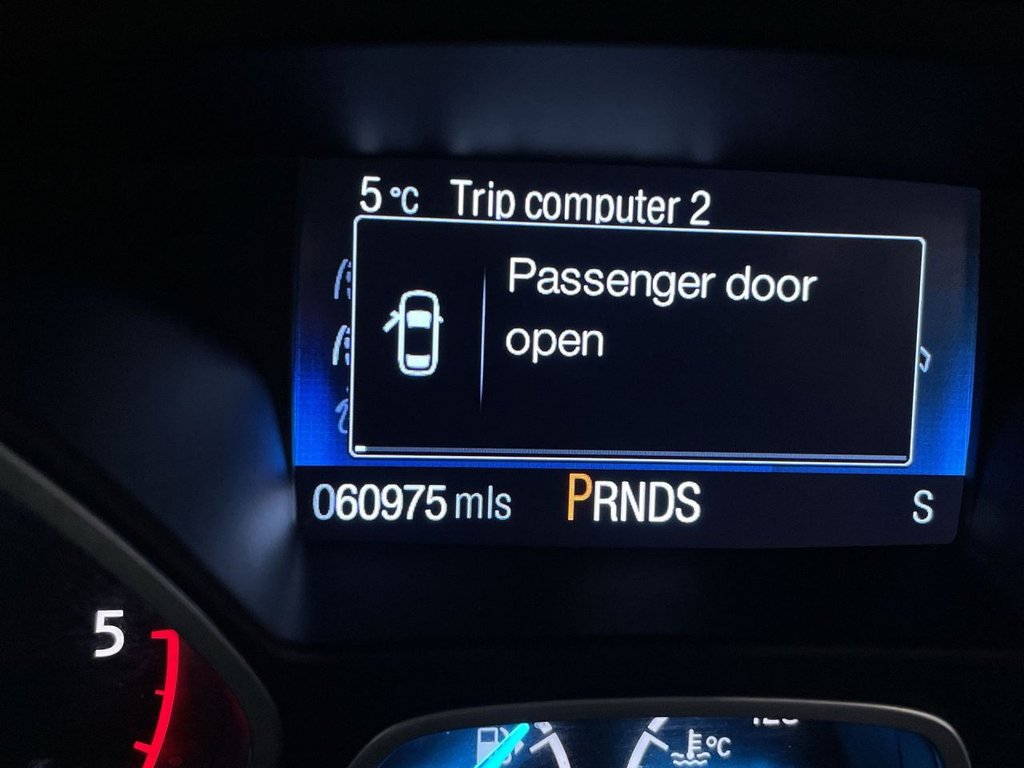 5 °C Trip computer 2
Passenger door
open
060975 mls PRNDS S
5
°C